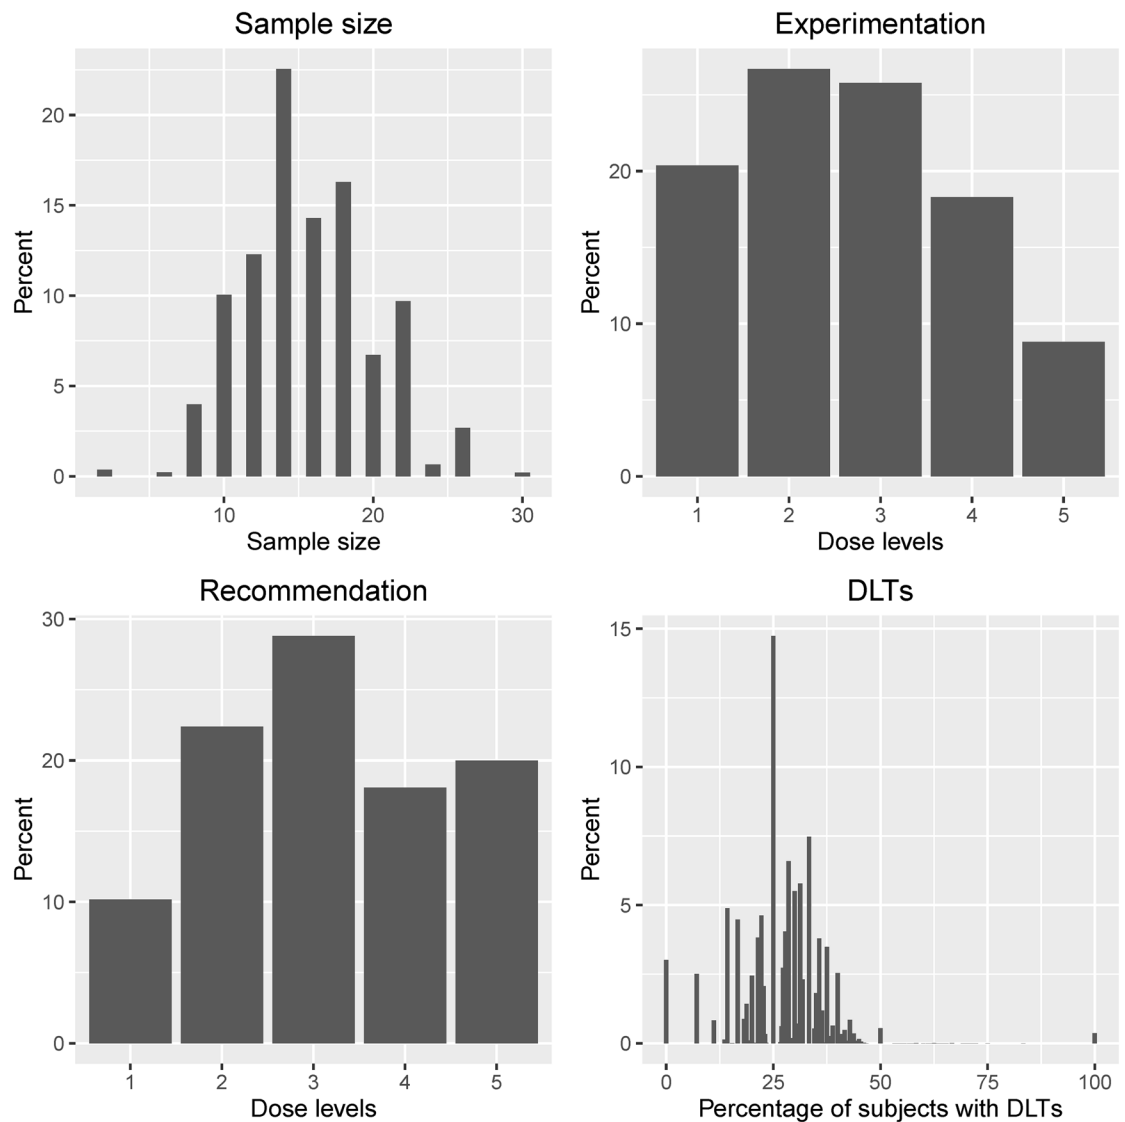 Sample size
Percent
20
15
10
5
0
10 20 30
Sample size
Experimentation
Percent
20
10
0
1 2 3 4 5
Dose levels
Recommendation
Percent
30
20
10
0
1 2 3 4 5
Dose levels
DLTs
Percent
15
10
5
0
0 25 50 75 100
Percentage of subjects with DLTs